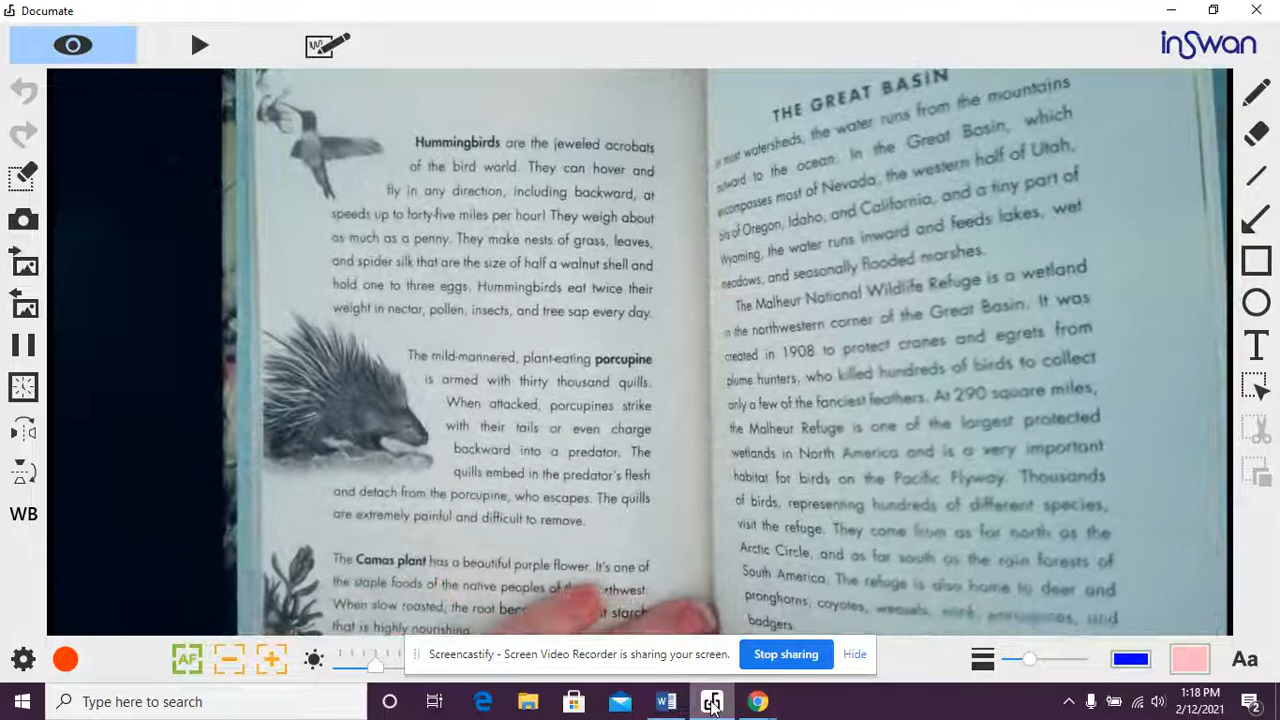 Documate
inSwan
Hummingbirds are the jeweled acrobats
of the bird world. They can hover and
fly in any direction, including backward, at
speeds up to forty-five miles per hour! They weigh about
as much as a penny. They make nests of grass, leaves,
and spider silk that are the size of half a walnut shell and
hold one to three eggs. Hummingbirds eat twice their
weight in nectar, pollen, insects, and tree sap every day.
The mild-mannered, plant-eating porcupine
is armed with thirty thousand quills.
When attacked, porcupines strike
with their tails or even charge
backward into a predator. The
quills embed in the predator's flesh
and detach from the porcupine, who escapes. The quills
are extremely painful and difficult to remove.
The Camas plant has a beautiful purple flower. It's one of
the staple foods of the native peoples of
When slow roasted, the root starch
that is highly nourishing.
THE GREAT BASIN
most watersheds, the water runs from the mountains
outward to the ocean. In the Great Basin, which
encompasses most of Nevada, the western half of Utah,
of Oregon, Idaho, and California, and a tiny part of
Wyoming, the water runs inward and feeds lakes, wet
meadows, and seasonally flooded marshes.
The Malheur National Wildlife Refuge is a wetland
in the northwestern corner of the Great Basin. It was
created in 1908 to protect cranes and egrets from
plume hunters, who killed hundreds of birds to collect
only a few of the fanciest feathers. At 290 square miles,
the Malheur Refuge is one of the largest protected
wetlands in North America and is a very important
habitat for birds on the Pacific Flyway. Thousands
of birds, representing hundreds of different species,
visit the refuge. They come from as far north as the
Arctic Circle, and as far south as the rain forests of
South America. The refuge is also home to deer and
pronghorns, coyotes, weasels, mink, porcupines, and
badgers.
WB
T
Aa
Screencastify - Screen Video Recorder is sharing your screen.
Stop sharing
Hide
Type here to search
1:18 PM
2/12/2021
2